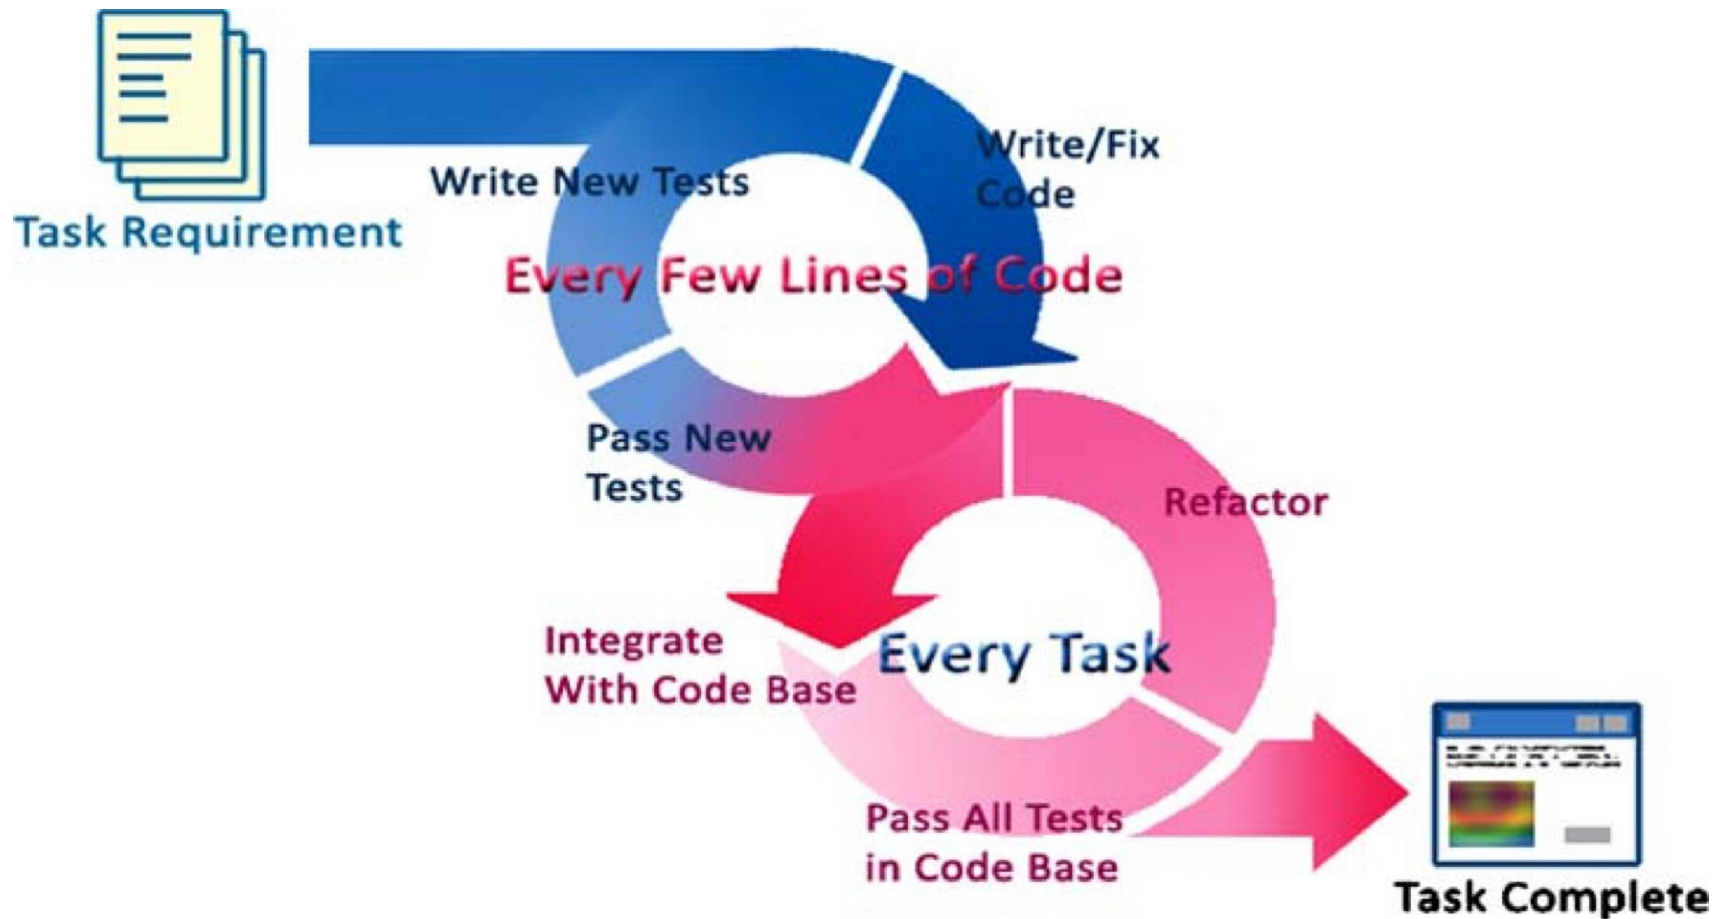 Task Requirement
Write New Tests
Write/Fix
Code
Every Few Lines of Code
Pass New
Tests
Refactor
Integrate
With Code Base
Every Task
Pass All Tests
in Code Base
Task Complete